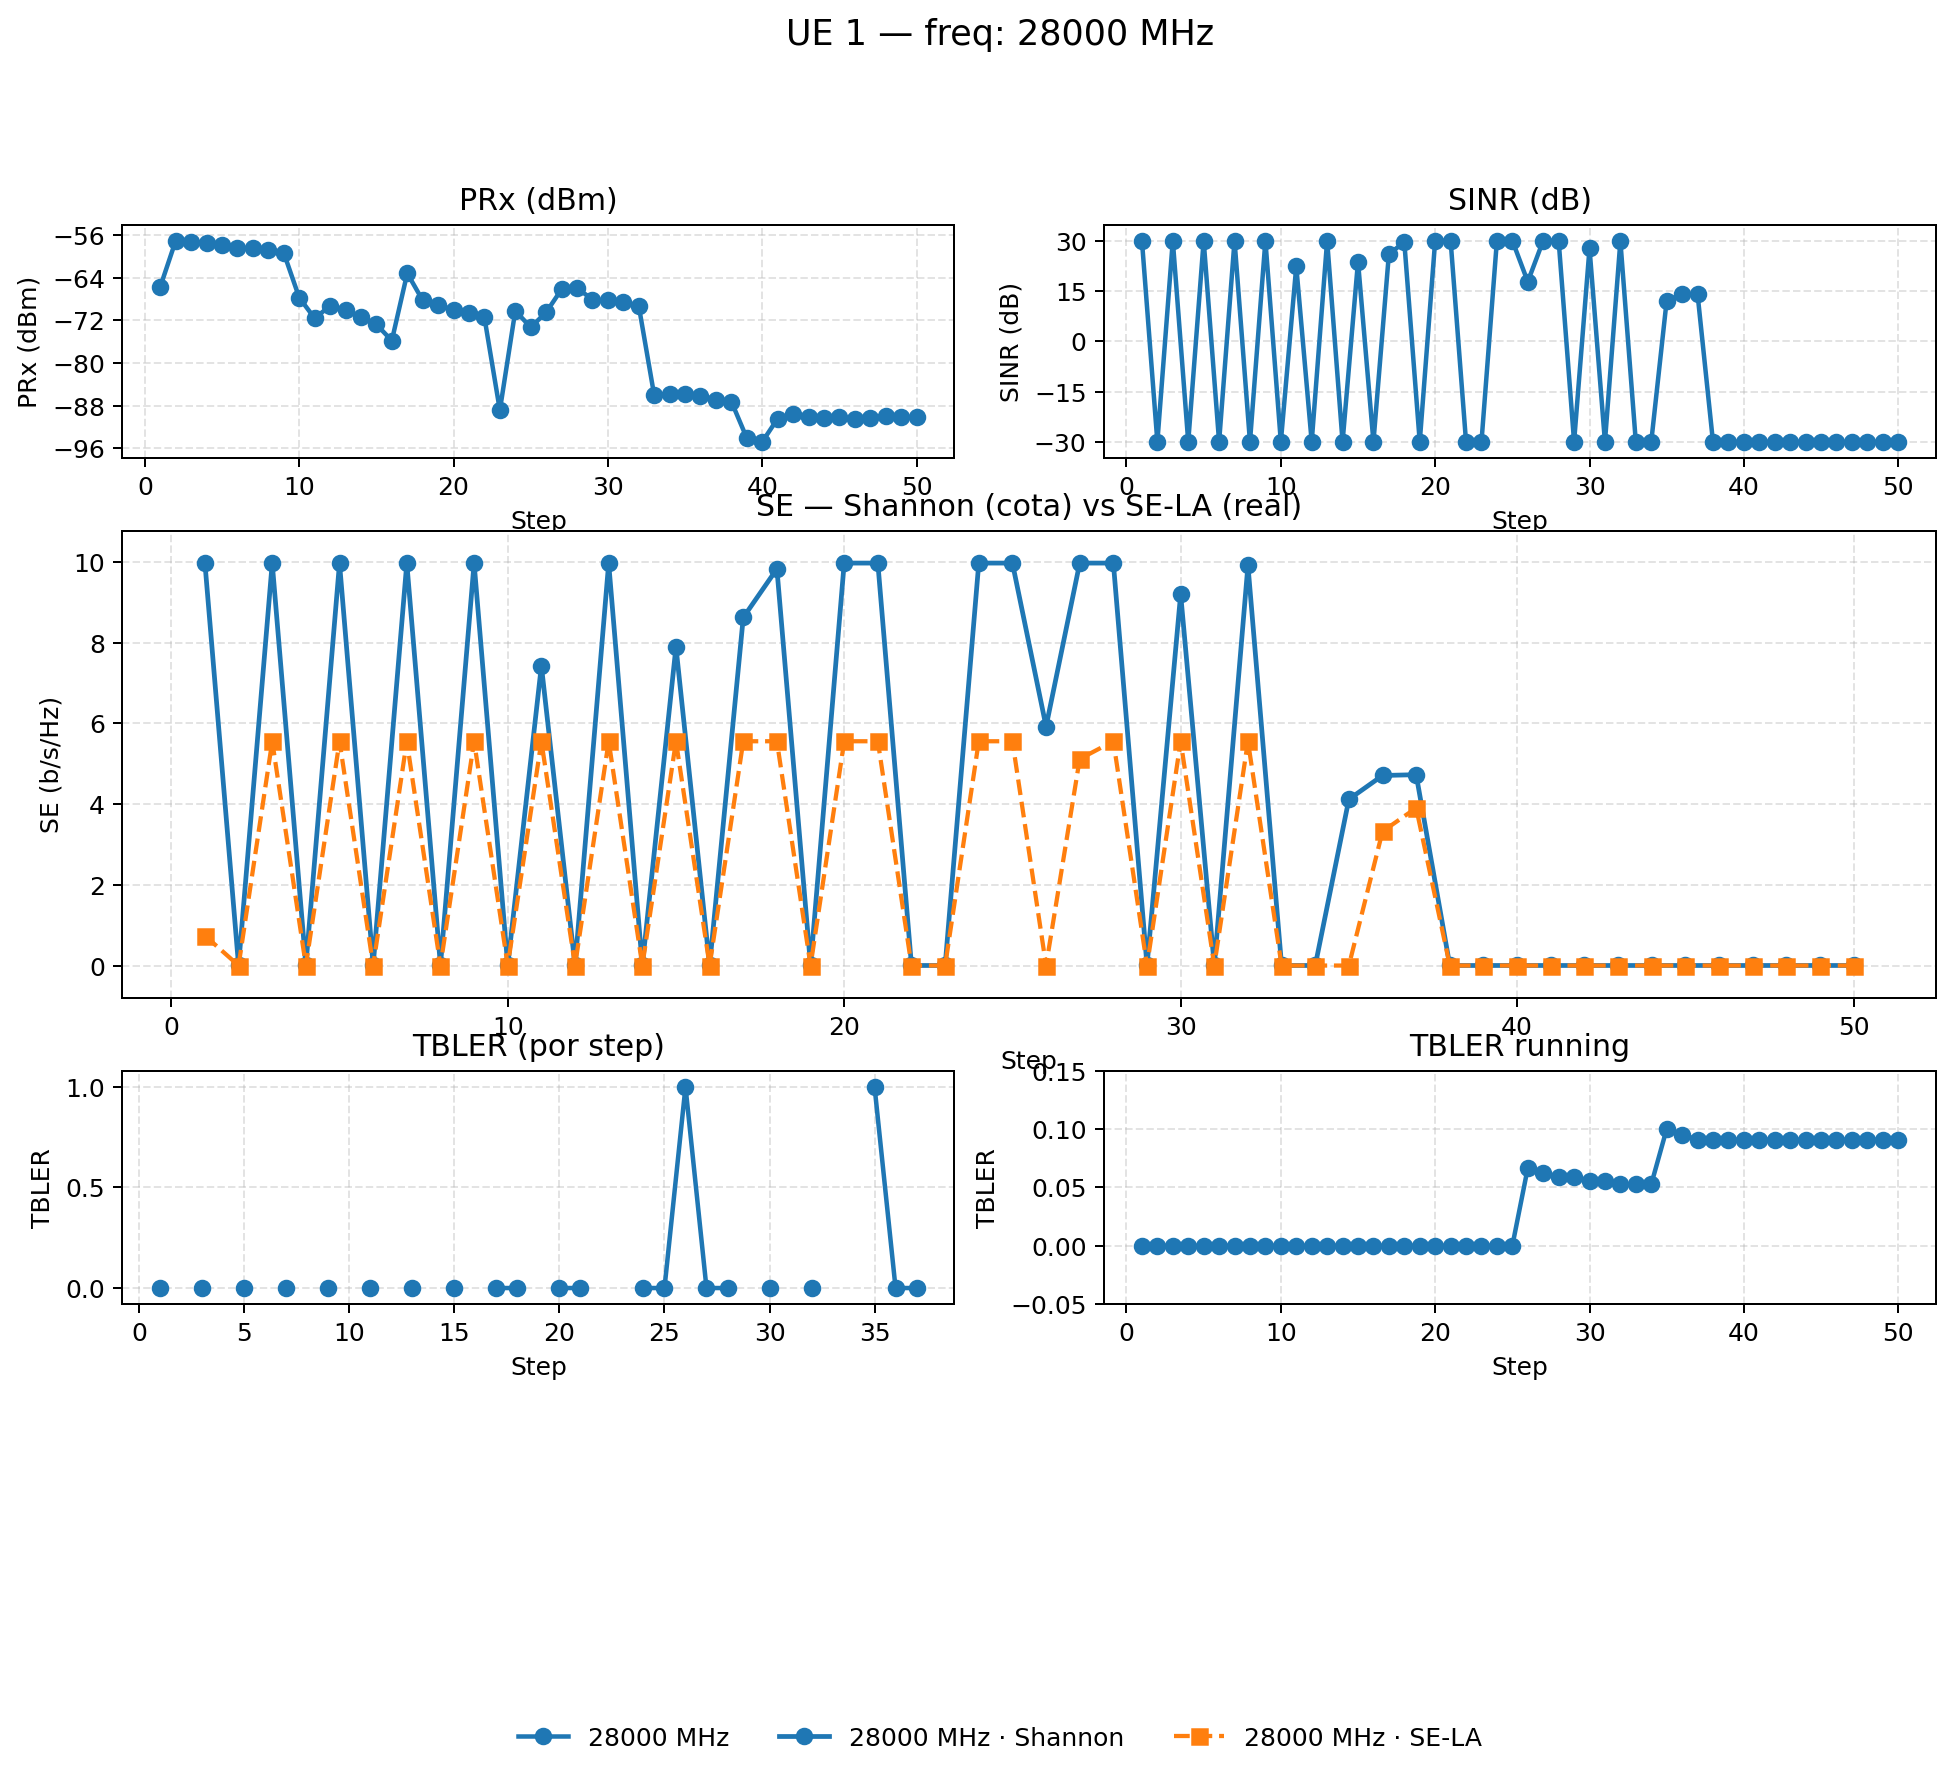 UE 1 — freq: 28000 MHz
PRx (dBm)
PRx (dBm)
−56
−64
−72
−80
−88
−96
0 10 20 30 40 50
Step
SINR (dB)
SINR (dB)
30
15
0
−15
−30
0 10 20 30 40 50
Step
SE — Shannon (cota) vs SE-LA (real)
SE (b/s/Hz)
10
8
6
4
2
0
0 10 20 30 40 50
Step
TBLER (por step)
TBLER
1.0
0.5
0.0
0 5 10 15 20 25 30 35
Step
TBLER running
TBLER
0.15
0.10
0.05
0.00
−0.05
0 10 20 30 40 50
Step
28000 MHz 28000 MHz · Shannon 28000 MHz · SE-LA